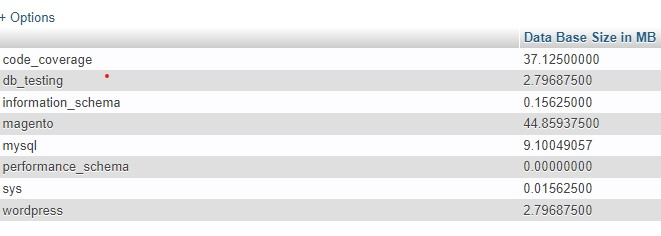 + Options
Data Base Size in MB
code_coverage 37.12500000
db_testing 2.79687500
information_schema 0.15625000
magento 44.85937500
mysql 9.10049057
performance_schema 0.00000000
sys 0.01562500
wordpress 2.79687500